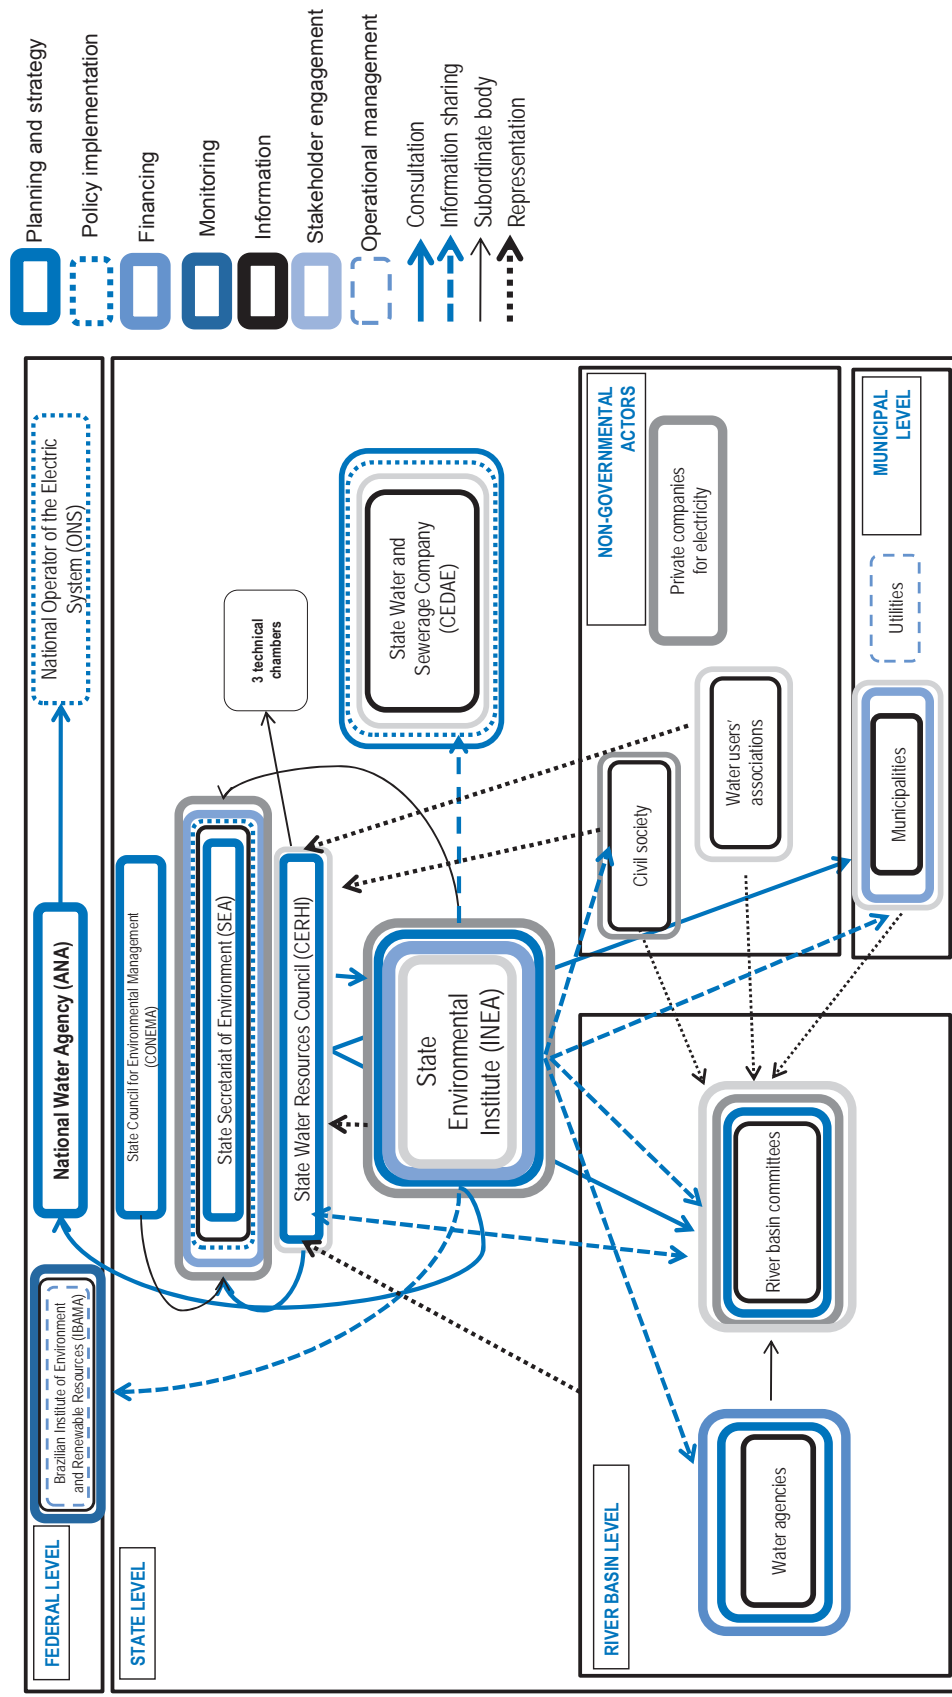 FEDERAL LEVEL
Brazilian Institute of Environment
and Renewable Resources (IBAMA)
National Water Agency (ANA)
National Operator of the Electric
System (ONS)
STATE LEVEL
State Council for Environmental Management
(CONEMA)
State Secretariat of Environment (SEA)
State Water Resources Council (CERHI)
3 technical
chambers
State
Environmental
Institute (INEA)
State Water and
Sewerage Company
(CEDAE)
RIVER BASIN LEVEL
Water agencies
River basin committees
NON-GOVERNMENTAL
ACTORS
Civil society
Water users'
associations
Private companies
for electricity
MUNICIPAL
LEVEL
Municipalities
Utilities
Planning and strategy
Policy implementation
Financing
Monitoring
Information
Stakeholder engagement
Operational management
Consultation
Information sharing
Subordinate body
Representation